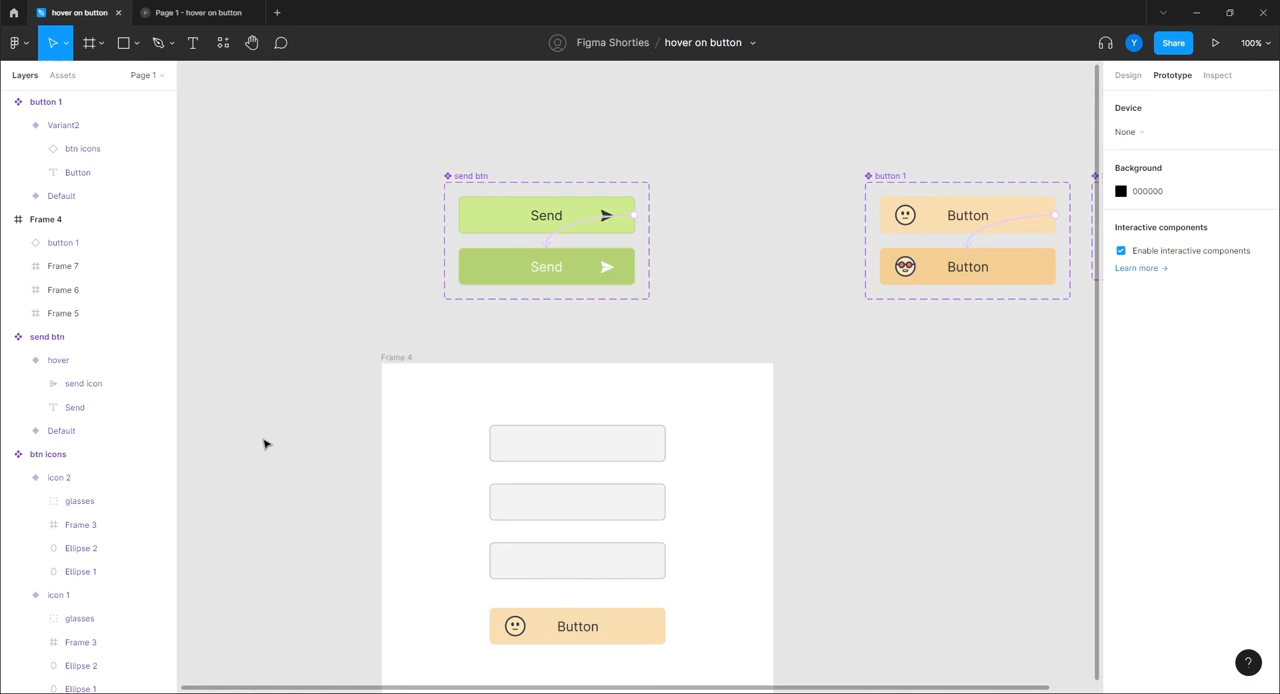 hover on button
Page 1 - hover on button
Figma Shorties / hover on button
Y
Share
100%
Layers
Assets
Page 1
button 1
Variant2
btn icons
Button
Default
Frame 4
button 1
Frame 7
Frame 6
Frame 5
send btn
hover
send icon
Send
Default
btn icons
icon 2
glasses
Frame 3
Ellipse 2
Ellipse 1
icon 1
glasses
Frame 3
Ellipse 2
Ellipse 1
send btn
Send
Send
button 1
Button
Button
Frame 4
Button
Design
Prototype
Inspect
Device
None
Background
000000
Interactive components
Enable interactive components
Learn more →
?